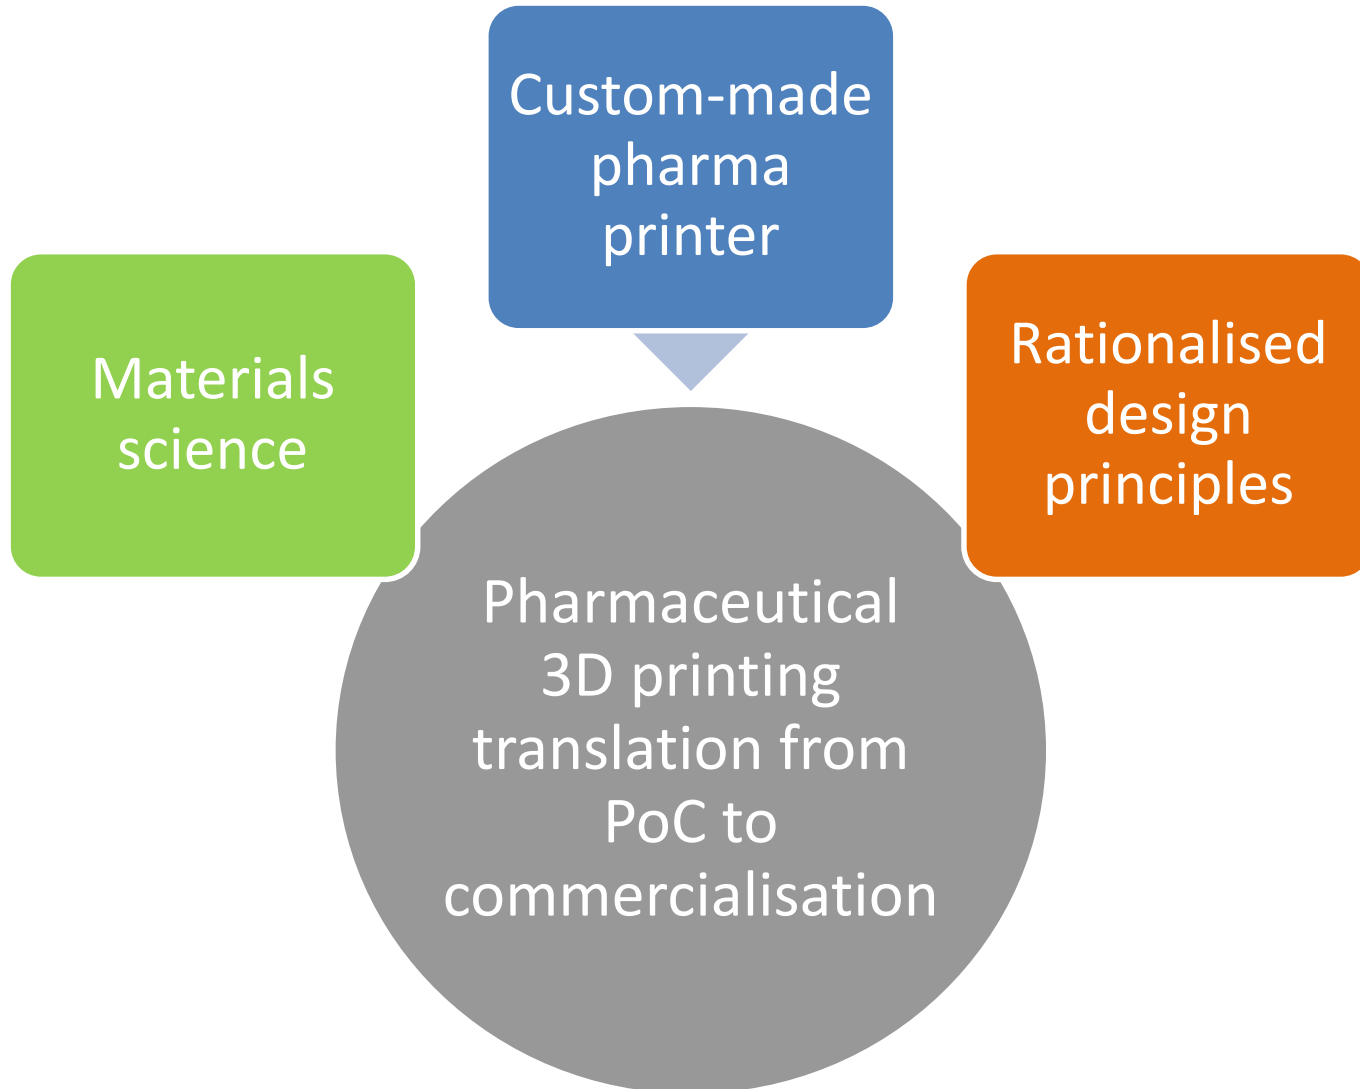 Custom-made
pharma
printer
Materials
science
Rationalised
design
principles
Pharmaceutical
3D printing
translation from
PoC to
commercialisation